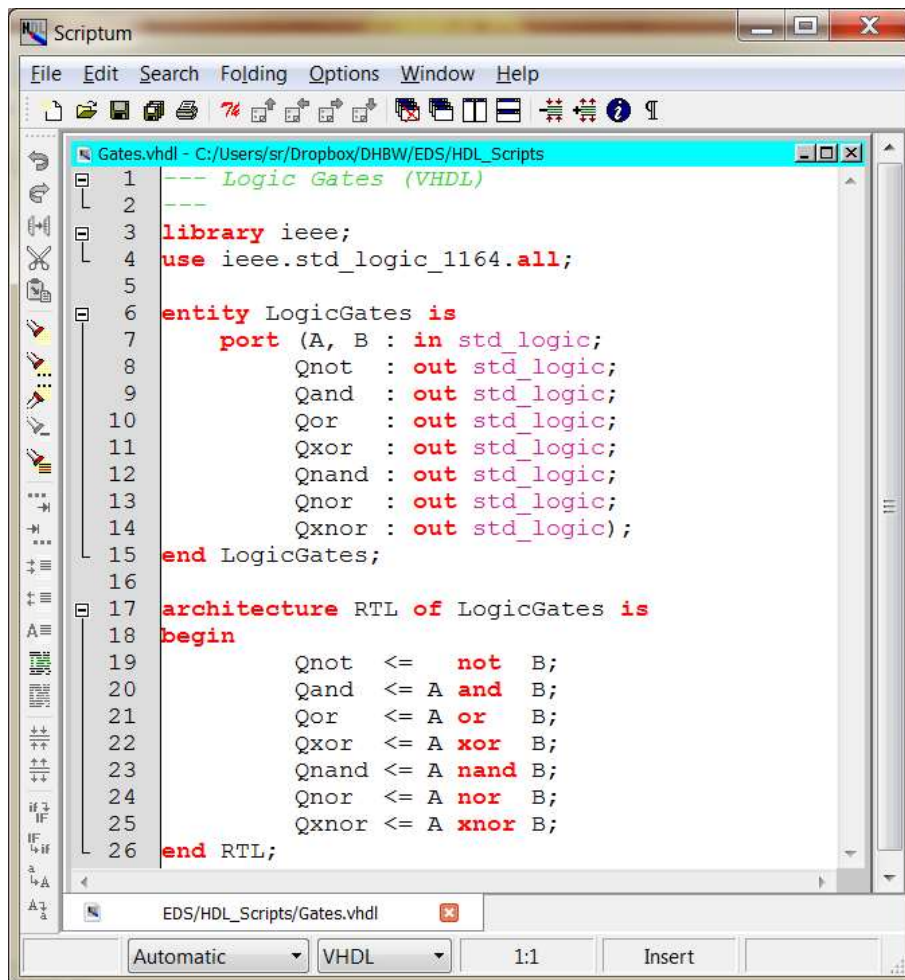 Scriptum
File Edit Search Folding Options Window Help
Gates.vhdl - C:/Users/sr/Dropbox/DHBW/EDS/HDL_Scripts
1 --- Logic Gates (VHDL)
2 ---
3 library ieee;
4 use ieee.std_logic_1164.all;
5
6 entity LogicGates is
7     port (A, B : in std_logic;
8          Qnot  : out std_logic;
9          Qand  : out std_logic;
10          Qor   : out std_logic;
11          Qxor  : out std_logic;
12          Qnand : out std_logic;
13          Qnor  : out std_logic;
14          Qxnor : out std_logic);
15 end LogicGates;
16
17 architecture RTL of LogicGates is
18 begin
19          Qnot  <=   not  B;
20          Qand  <= A and  B;
21          Qor   <= A or   B;
22          Qxor  <= A xor  B;
23          Qnand <= A nand B;
24          Qnor  <= A nor  B;
25          Qxnor <= A xnor B;
26 end RTL;
EDS/HDL_Scripts/Gates.vhdl
Automatic VHDL 1:1 Insert